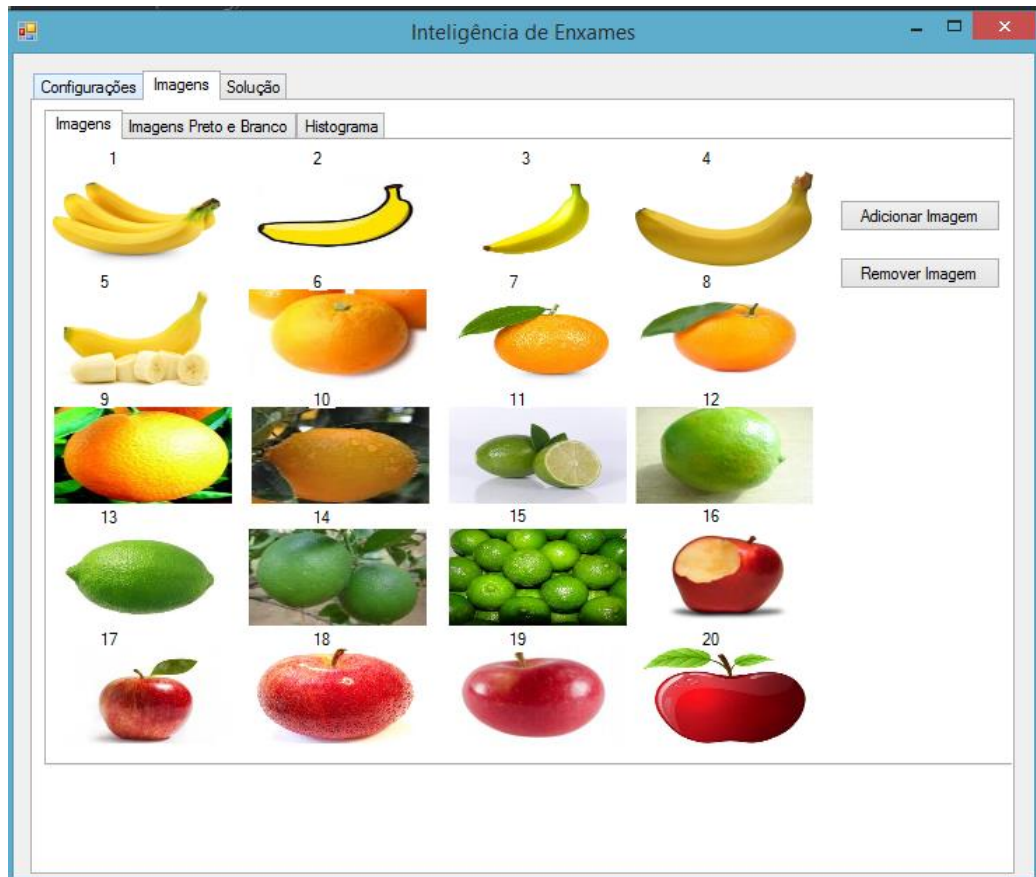 Inteligência de Enxames
Configurações Imagens Solução
Imagens Imagens Preto e Branco Histograma
1 2 3 4
Adicionar Imagem
Remover Imagem
5 6 7 8
9 10 11 12
13 14 15 16
17 18 19 20